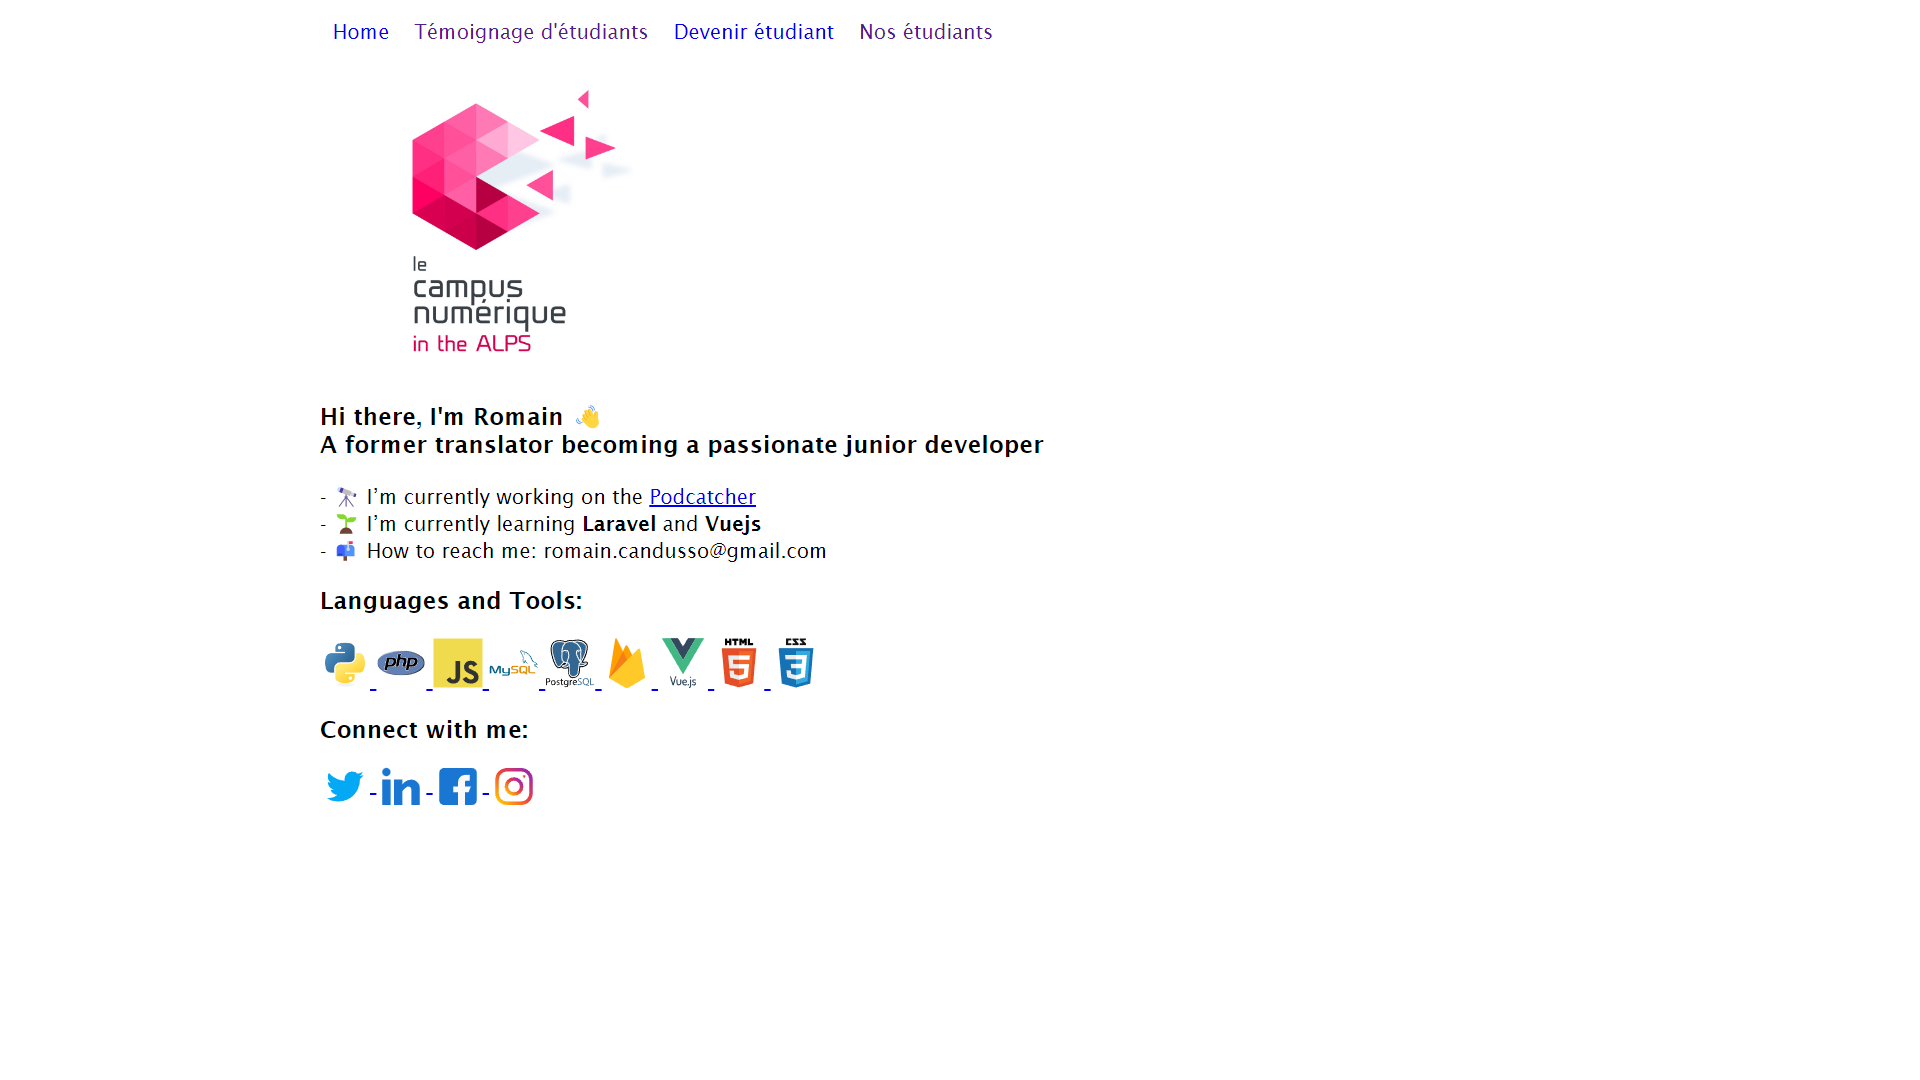 Home Témoignage d'étudiants Devenir étudiant Nos étudiants
le
campus
numérique
in the ALPS
Hi there, I'm Romain 👋
A former translator becoming a passionate junior developer
- 🔭 I’m currently working on the Podcatcher
- 🌱 I’m currently learning Laravel and Vuejs
- 📫 How to reach me: romain.candusso@gmail.com
Languages and Tools:
php JS MySQL PostgreSQL Vue.js HTML 5 CSS 3
Connect with me:
in f